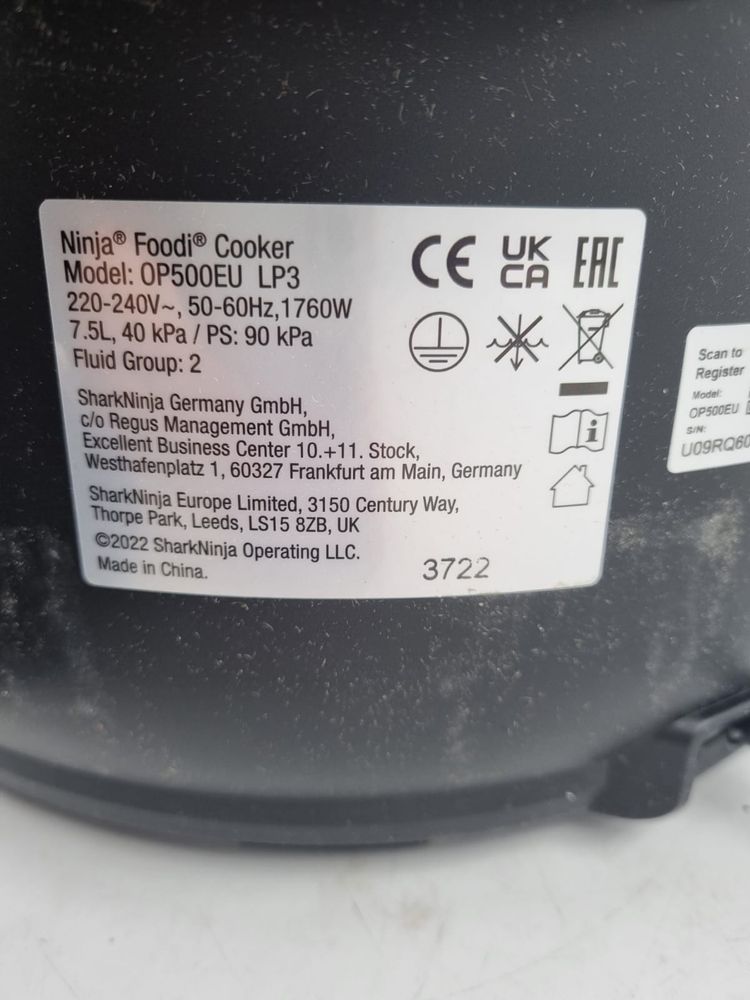 Ninja® Foodi® Cooker
Model: OP500EU LP3
220-240V~, 50-60Hz,1760W
7.5L, 40 kPa / PS: 90 kPa
Fluid Group: 2
SharkNinja Germany GmbH,
c/o Regus Management GmbH,
Excellent Business Center 10.+11. Stock,
Westhafenplatz 1, 60327 Frankfurt am Main, Germany
SharkNinja Europe Limited, 3150 Century Way,
Thorpe Park, Leeds, LS15 8ZB, UK
©2022 SharkNinja Operating LLC.
Made in China.
3722
CE
UK
CA
EAC
i
Scan to
Register
Model:
OP500EU
S/N:
U09RQ60